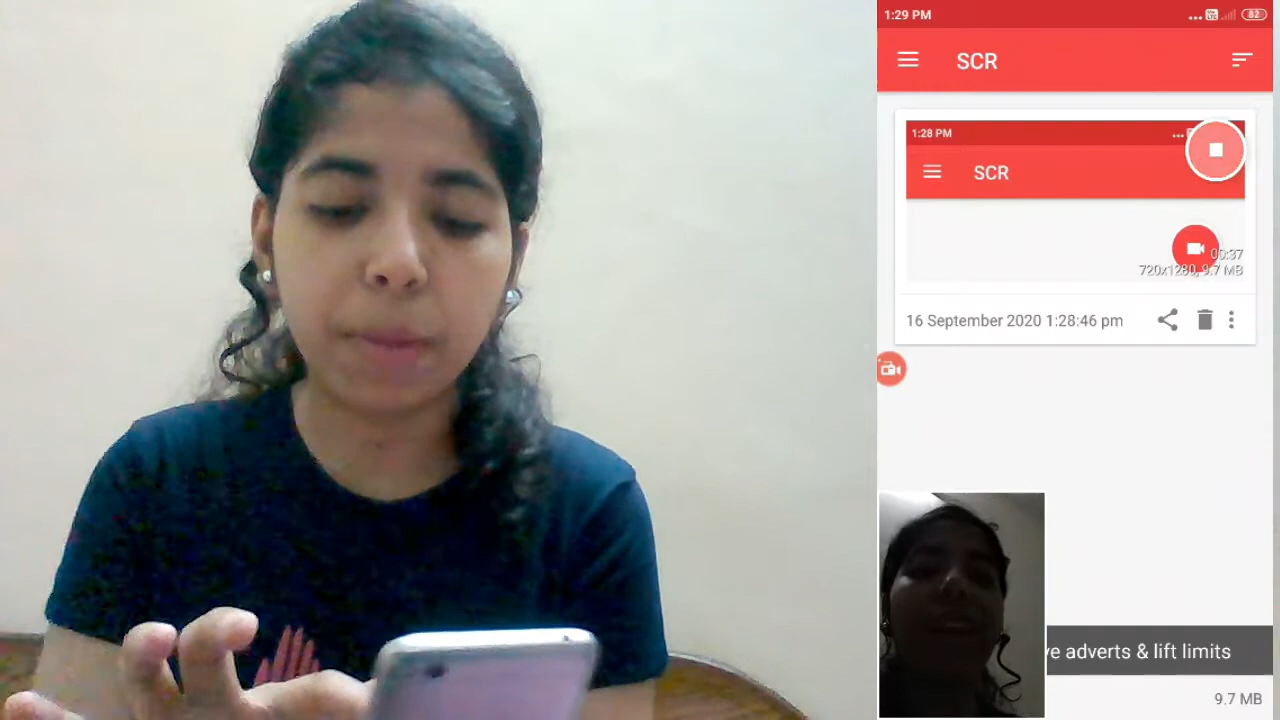 1:29 PM
82
SCR
1:28 PM
SCR
00:37
720x1280, 9.7 MB
16 September 2020 1:28:46 pm
ve adverts & lift limits
9.7 MB